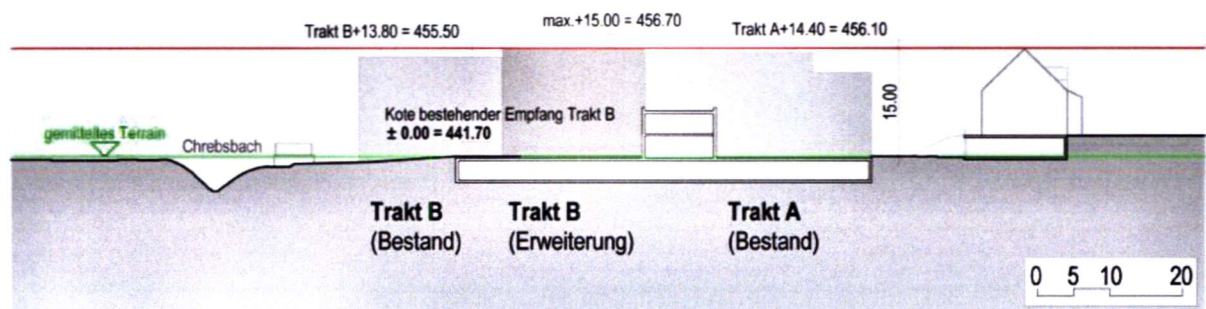 max.+15.00 = 456.70
Trakt B+13.80 = 455.50
Trakt A+14.40 = 456.10
15.00
Kote bestehender Empfang Trakt B
± 0.00 = 441.70
gemitteltes Terrain
Chrebsbach
Trakt B
(Bestand)
Trakt B
(Erweiterung)
Trakt A
(Bestand)
0 5 10 20